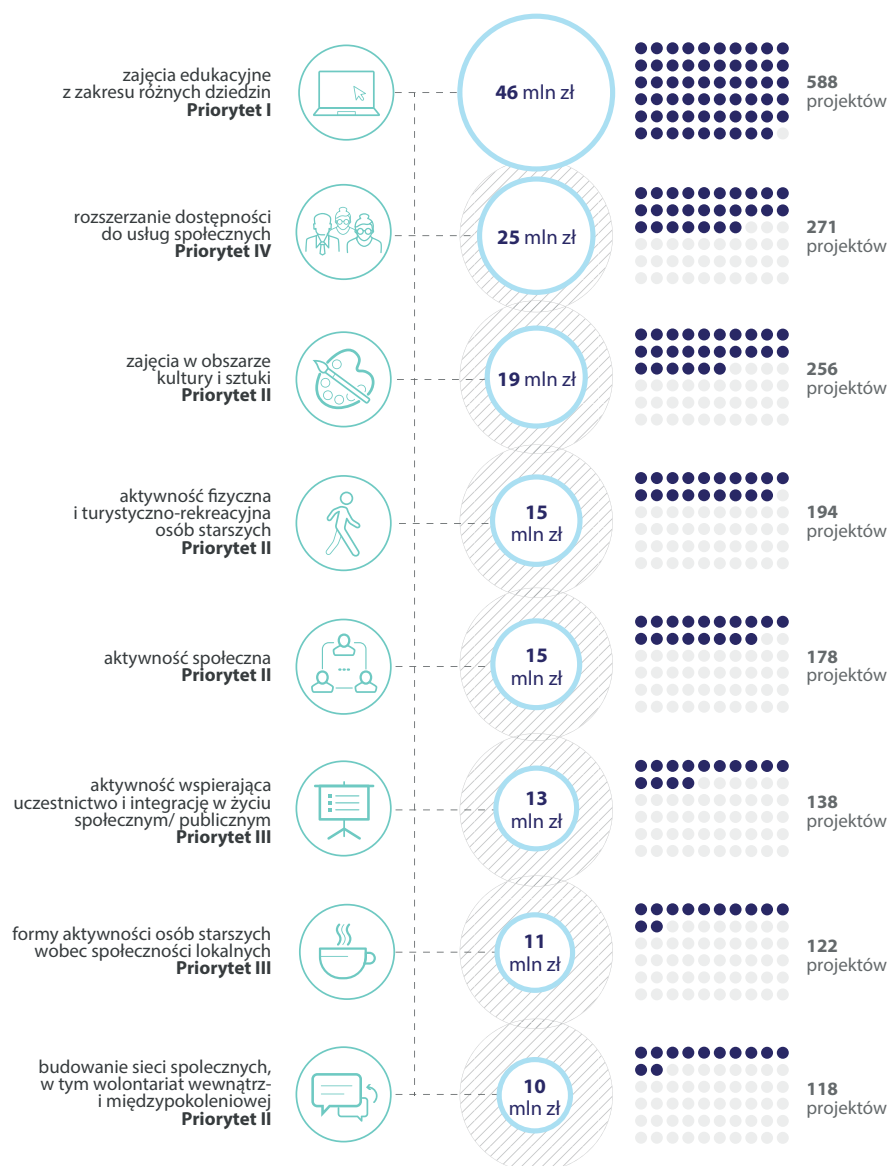 zajęcia edukacyjne
z zakresu różnych dziedzin
Priorytet I
46 mln zł
588
projektów
rozszerzanie dostępności
do usług społecznych
Priorytet IV
25 mln zł
271
projektów
zajęcia w obszarze
kultury i sztuki
Priorytet II
19 mln zł
256
projektów
aktywność fizyczna
i turystyczno-rekreacyjna
osób starszych
Priorytet II
15
mln zł
194
projektów
aktywność społeczna
Priorytet II
15
mln zł
178
projektów
aktywność wspierająca
uczestnictwo i integrację w życiu
społecznym/ publicznym
Priorytet III
13
mln zł
138
projektów
formy aktywności osób starszych
wobec społeczności lokalnych
Priorytet III
11
mln zł
122
projektów
budowanie sieci spolecznych,
w tym wolontariat wewnątrz-
i międzypokoleniowej
Priorytet II
10
mln zł
118
projektów